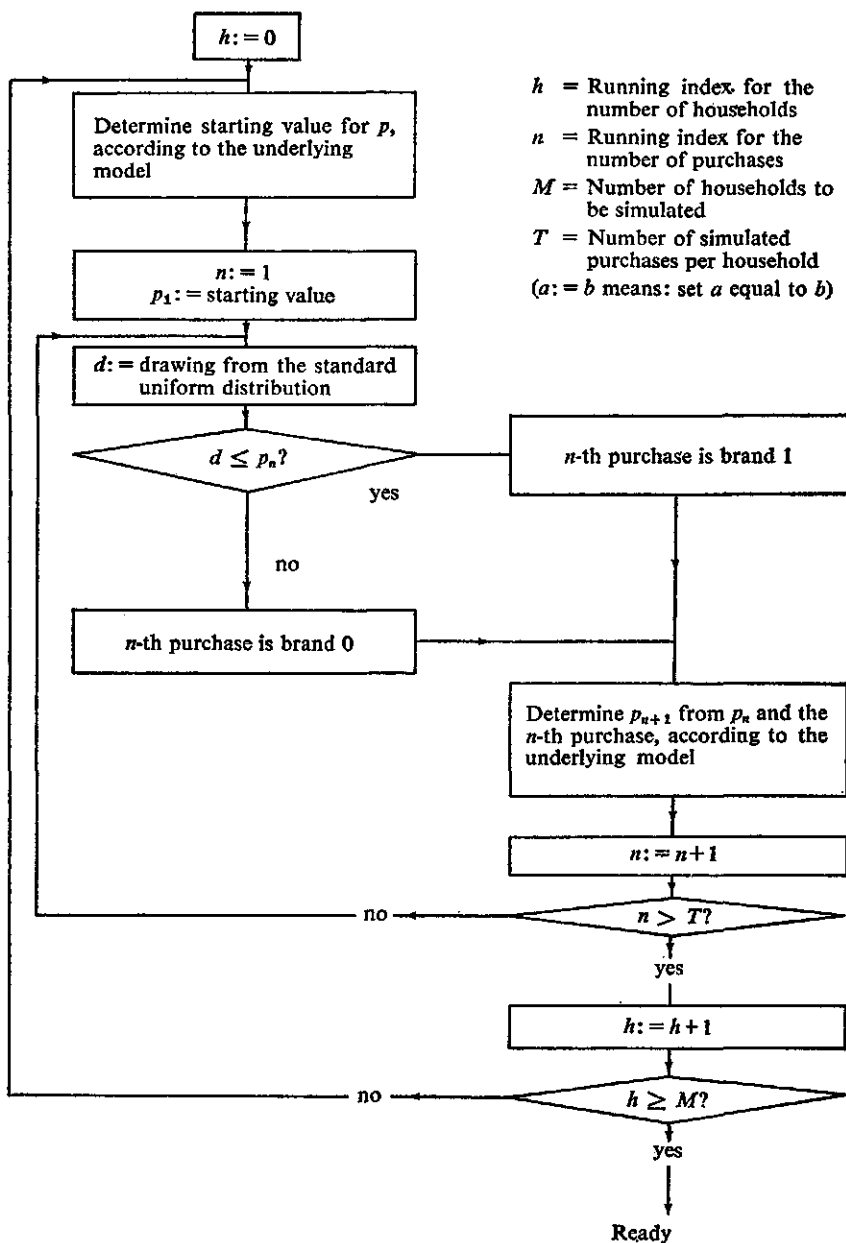 h: = 0
Determine starting value for p,
according to the underlying
model
n: = 1
p₁: = starting value
d: = drawing from the standard
uniform distribution
d ≤ pₙ?
yes
n-th purchase is brand 1
no
n-th purchase is brand 0
Determine pₙ₊₁ from pₙ and the
n-th purchase, according to the
underlying model
n: = n+1
n > T?
no
yes
h: = h+1
h ≥ M?
no
yes
Ready
h = Running index for the
number of households
n = Running index for the
number of purchases
M = Number of households to
be simulated
T = Number of simulated
purchases per household
(a: = b means: set a equal to b)